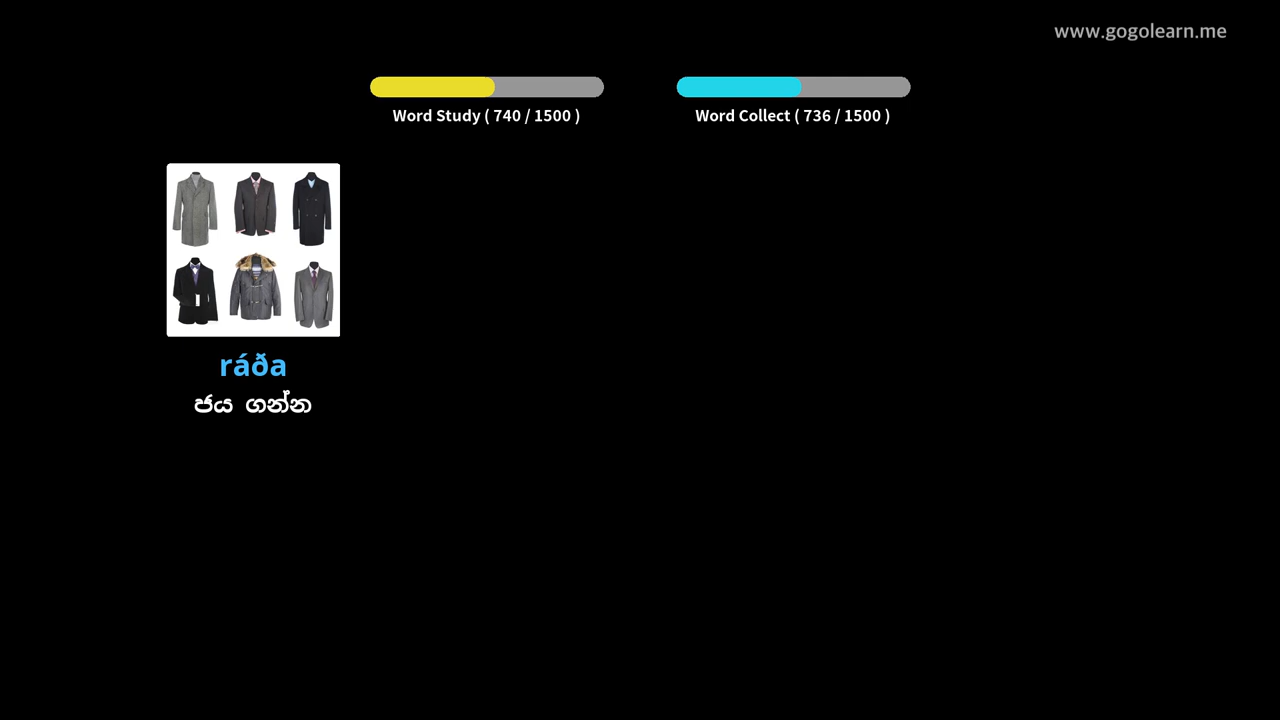 www.gogolearn.me
Word Study ( 740 / 1500 )
Word Collect ( 736 / 1500 )
ráða
ජය ගන්න